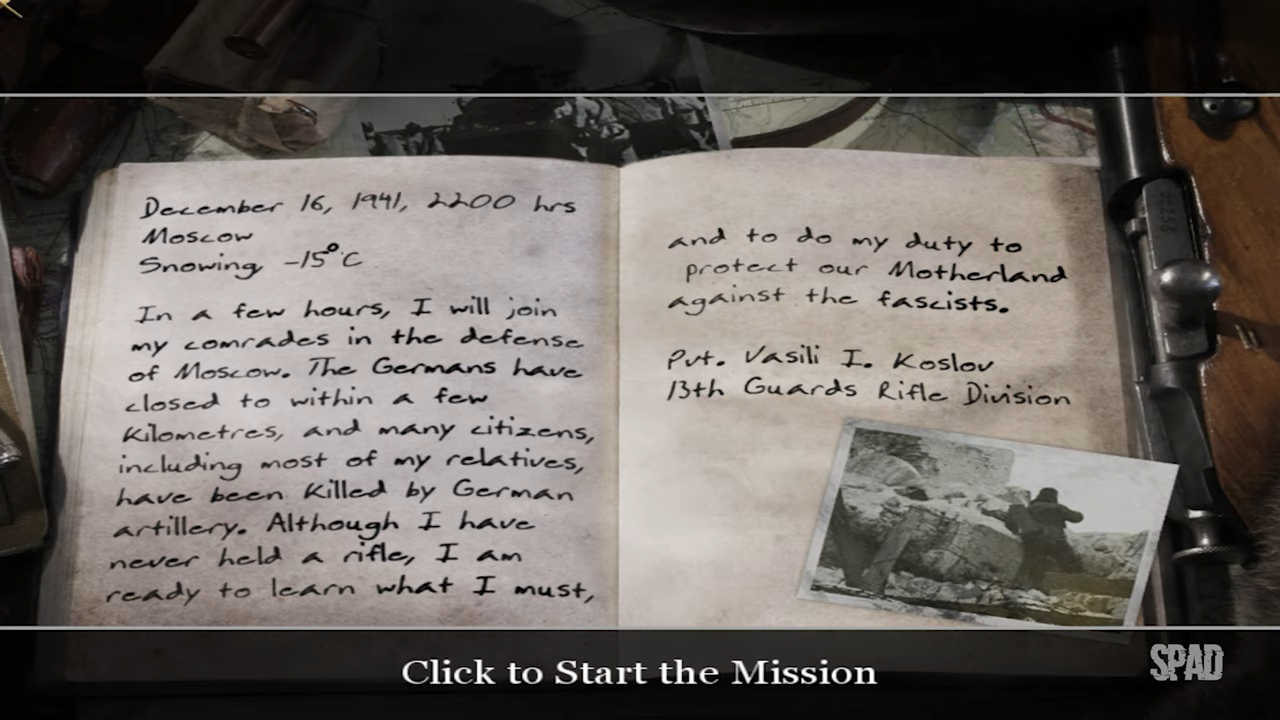 December 16, 1941, 2200 hrs
Moscow
Snowing -15°C
In a few hours, I will join
my comrades in the defense
of Moscow. The Germans have
closed to within a few
kilometres, and many citizens,
including most of my relatives,
have been killed by German
artillery. Although I have
never held a rifle, I am
ready to learn what I must,
and to do my duty to
protect our Motherland
against the fascists.
Pvt. Vasili I. Koslov
13th Guards Rifle Division
Click to Start the Mission
SPAD